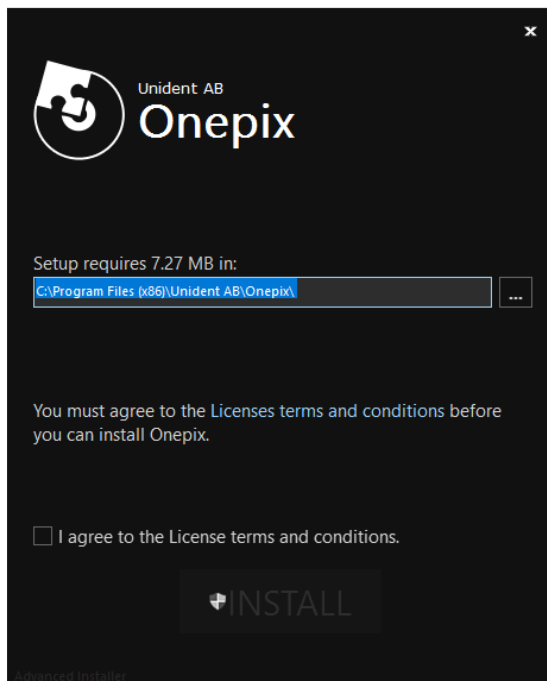 x
Unident AB
Onepix
Setup requires 7.27 MB in:
C:\Program Files (x86)\Unident AB\Onepix\
...
You must agree to the Licenses terms and conditions before
you can install Onepix.
I agree to the License terms and conditions.
INSTALL
Advanced Installer